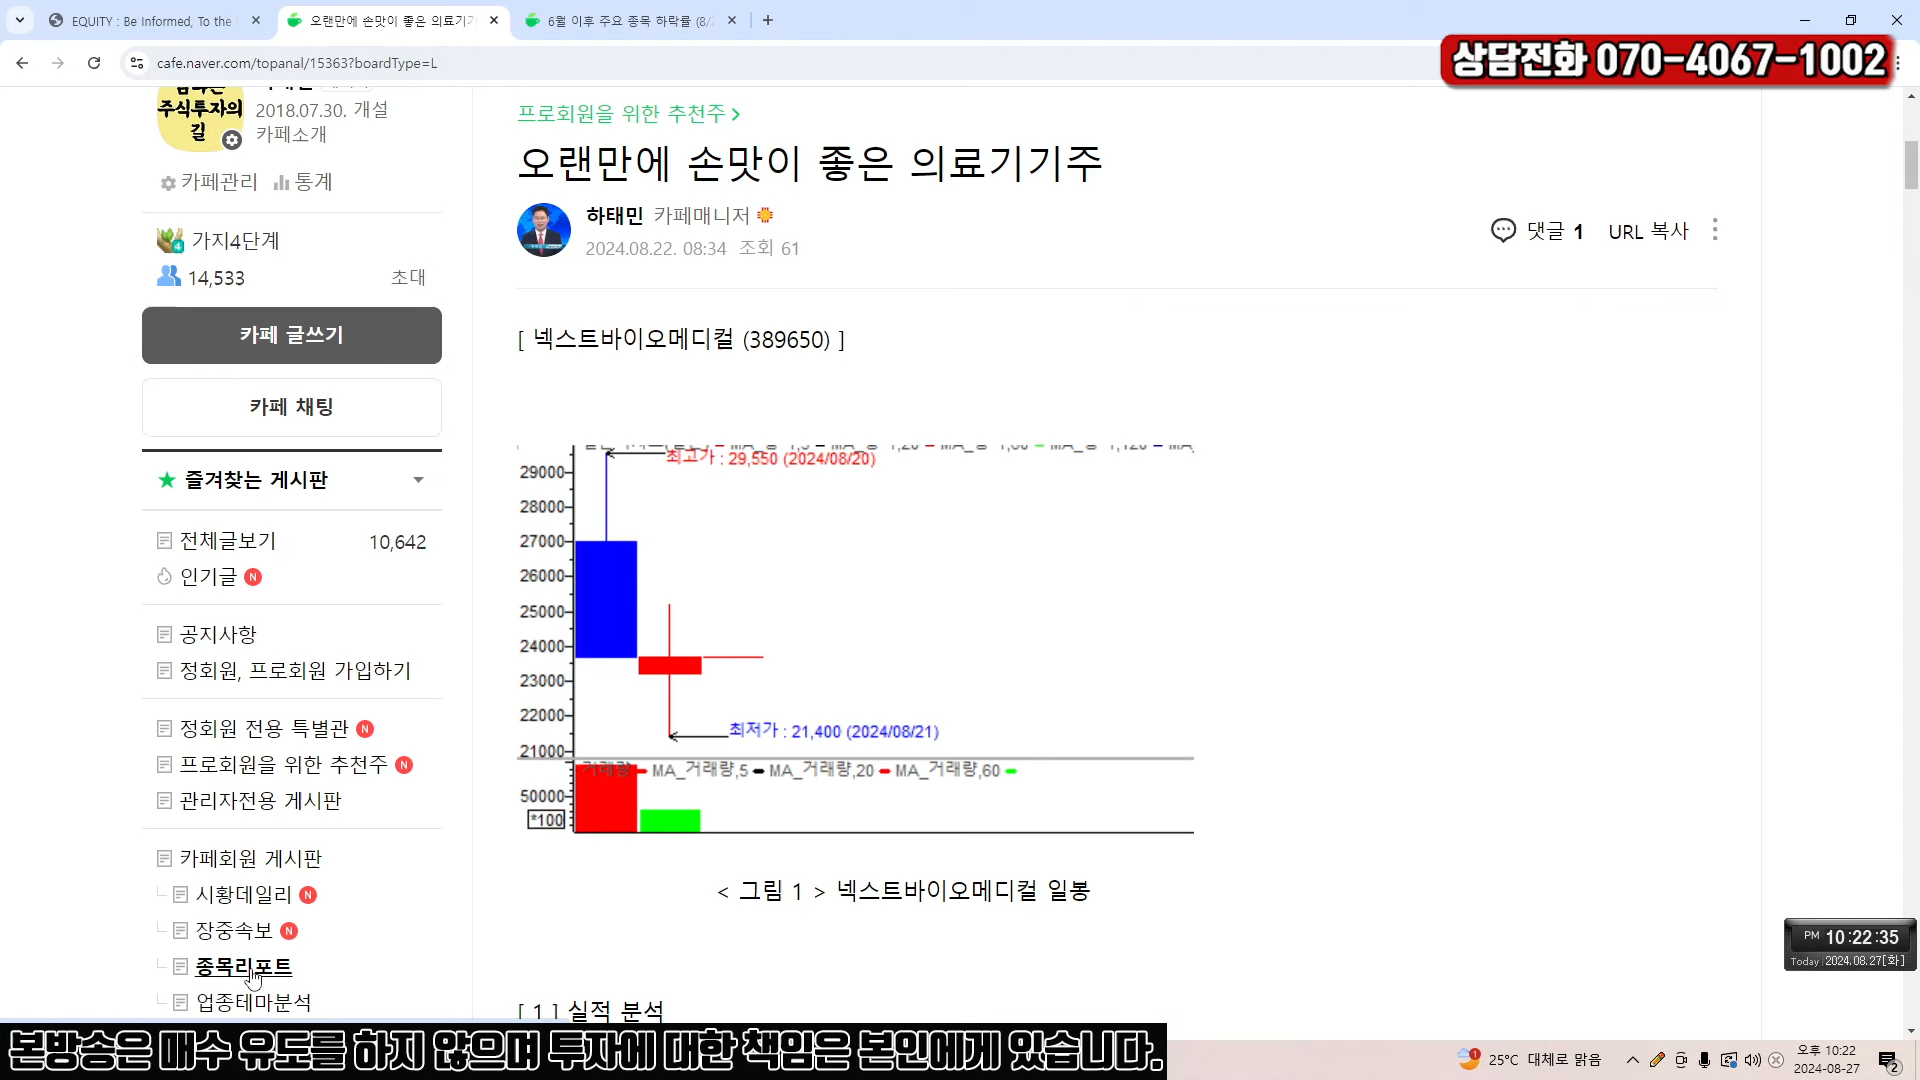 EQUITY : Be Informed, To the
오랜만에 손맛이 좋은 의료기기
6월 이후 주요 종목 하락률 (8/2
cafe.naver.com/topanal/15363?boardType=L
상담전화 070-4067-1002
주식투자의
길
2018.07.30. 개설
카페소개
카페관리 통계
가지4단계
14,533 초대
카페 글쓰기
카페 채팅
즐겨찾는 게시판
전체글보기 10,642
인기글 N
공지사항
정회원, 프로회원 가입하기
정회원 전용 특별관 N
프로회원을 위한 추천주 N
관리자전용 게시판
카페회원 게시판
시황데일리 N
장중속보 N
종목리포트
업종테마분석
프로회원을 위한 추천주 >
오랜만에 손맛이 좋은 의료기기주
하태민 카페매니저
2024.08.22. 08:34 조회 61
댓글 1 URL 복사
[ 넥스트바이오메디컬 (389650) ]
최고가 : 29,550 (2024/08/20)
29000
28000
27000
26000
25000
24000
23000
22000
21000
최저가 : 21,400 (2024/08/21)
거래량 MA_거래량,5 MA_거래량,20 MA_거래량,60
50000
*100
< 그림 1 > 넥스트바이오메디컬 일봉
[ 1 ] 실적 분석
PM 10:22:35
Today 2024.08.27[화]
본방송은 매수 유도를 하지 않으며 투자에 대한 책임은 본인에게 있습니다.
1 25°C 대체로 맑음
오후 10:22
2024-08-27
2